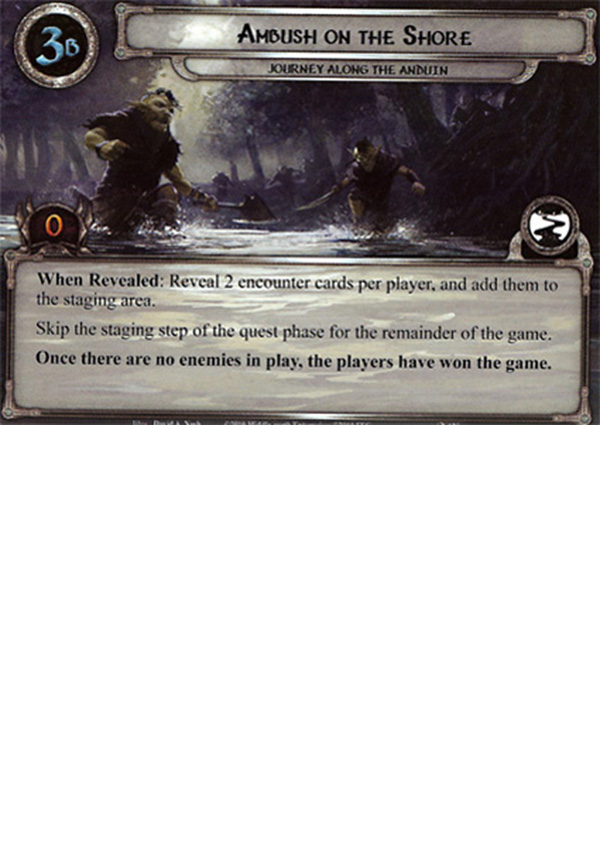 3B
AMBUSH ON THE SHORE
JOURNEY ALONG THE ANDUIN
0
When Revealed: Reveal 2 encounter cards per player, and add them to
the staging area.
Skip the staging step of the quest phase for the remainder of the game.
Once there are no enemies in play, the players have won the game.